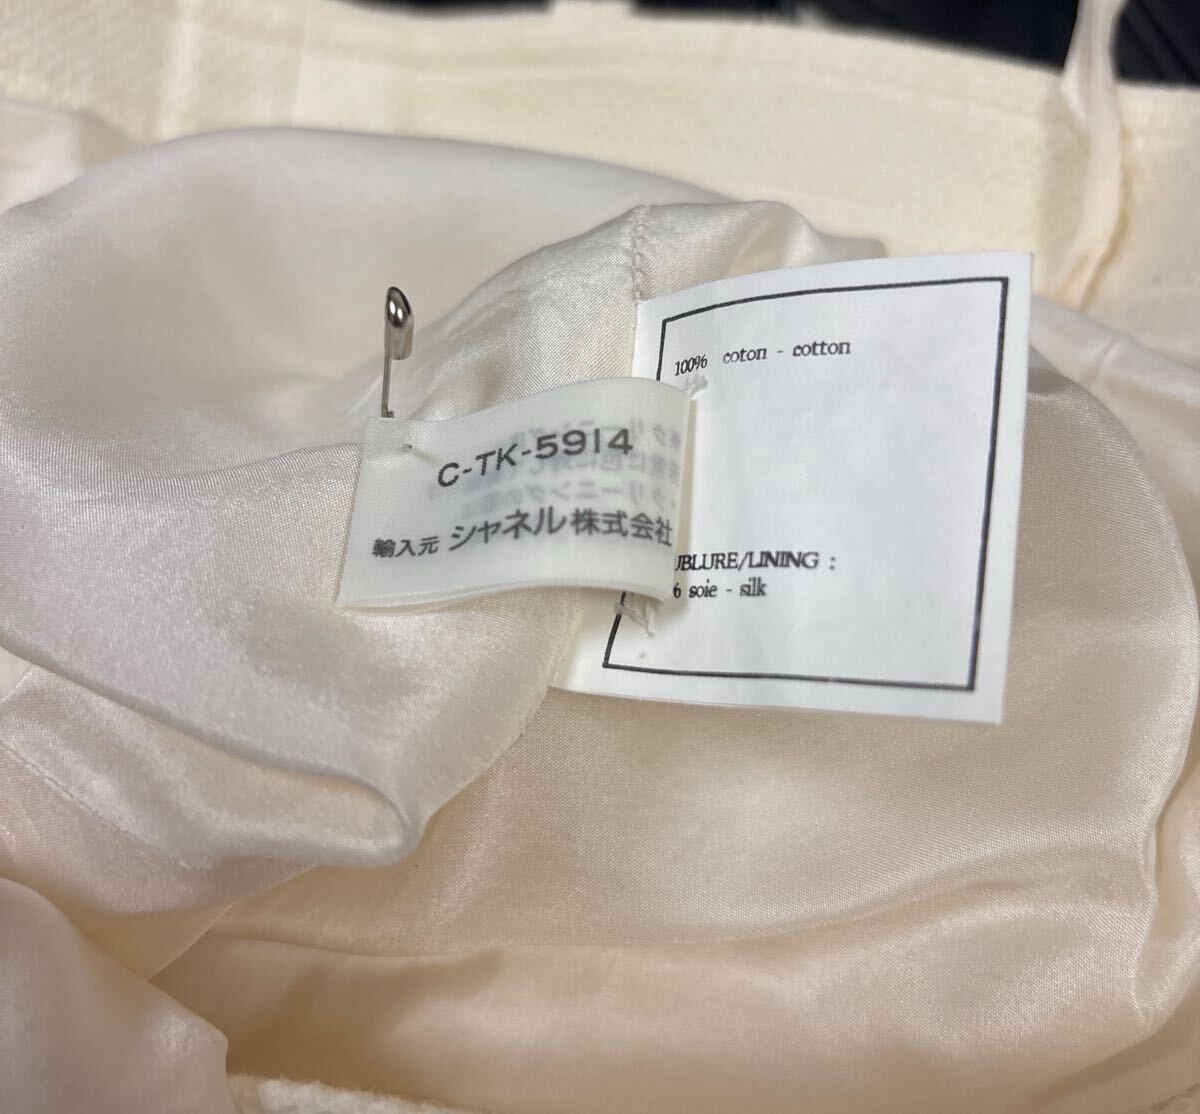 100% coton - cotton
C-TK-5914
輸入元 シャネル株式会社
UBLURE/LINING :
% soie - silk